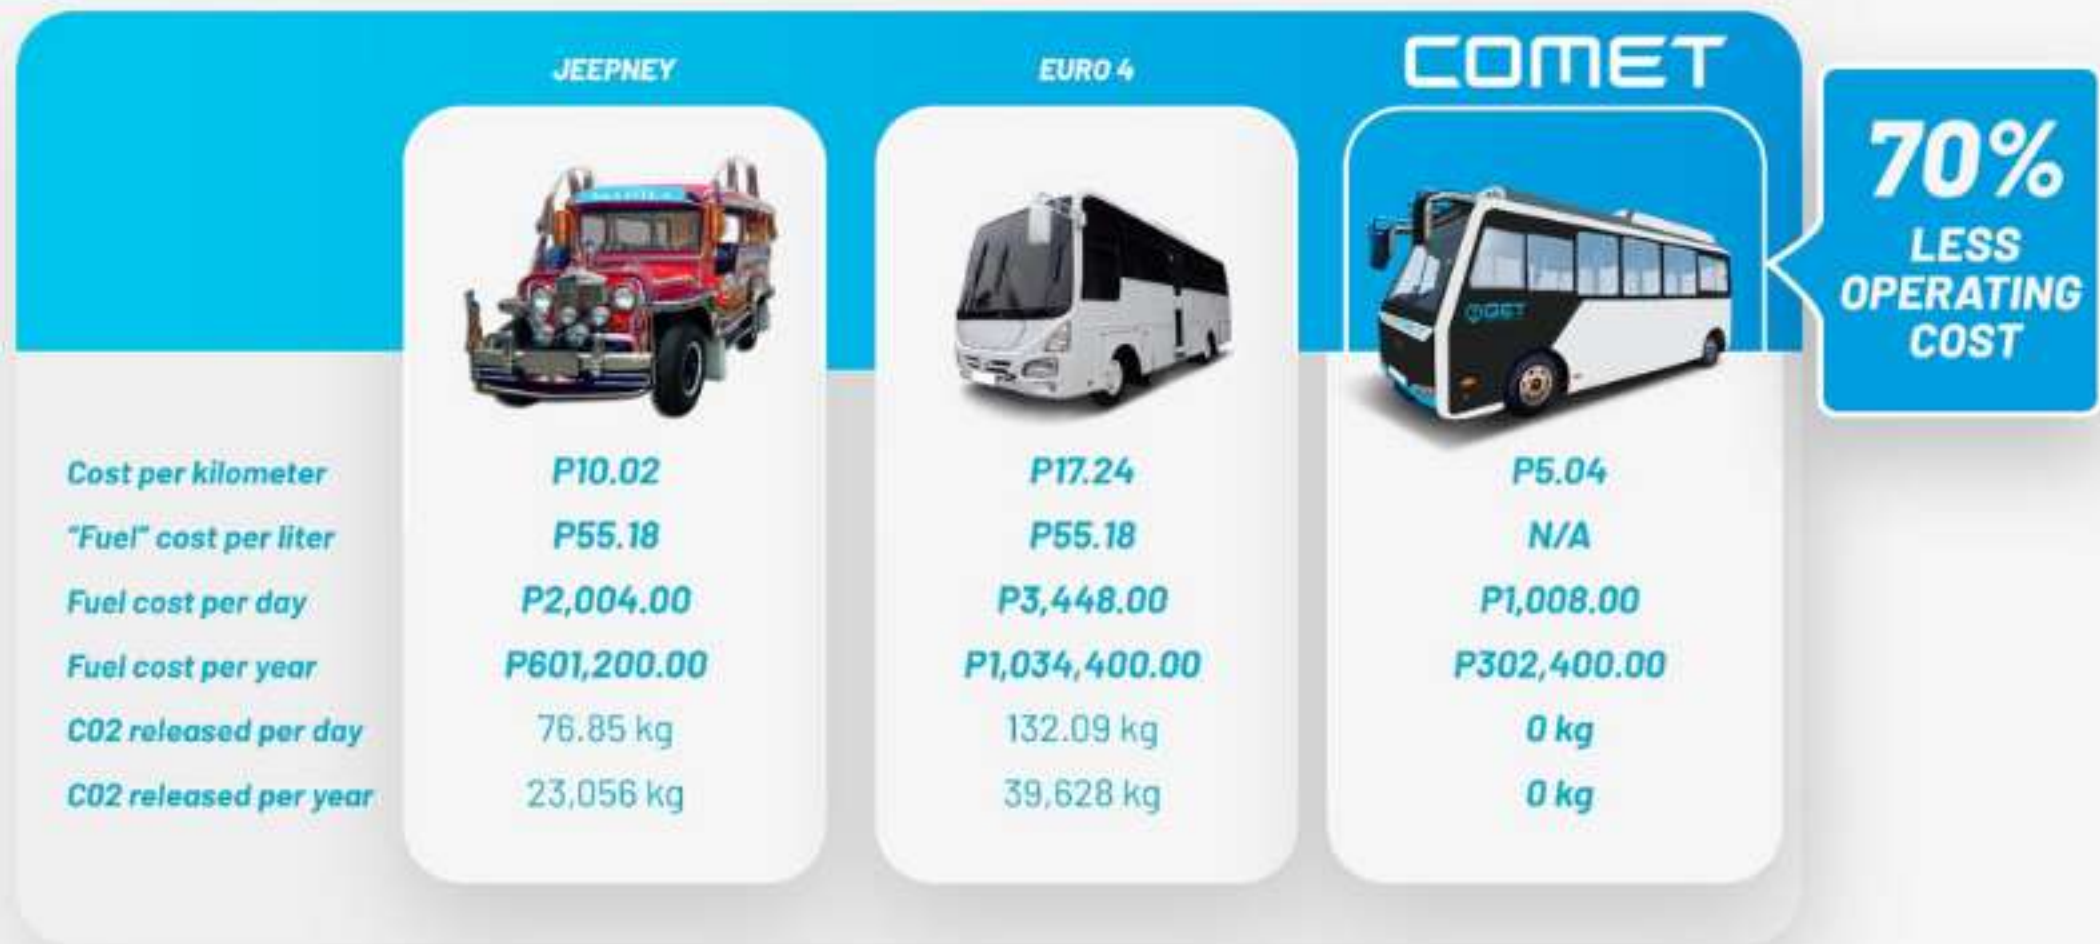 JEEPNEY
EURO 4
COMET
70%
LESS
OPERATING
COST
COMET
Cost per kilometer P10.02 P17.24 P5.04
"Fuel" cost per liter P55.18 P55.18 N/A
Fuel cost per day P2,004.00 P3,448.00 P1,008.00
Fuel cost per year P601,200.00 P1,034,400.00 P302,400.00
C02 released per day 76.85 kg 132.09 kg 0 kg
C02 released per year 23,056 kg 39,628 kg 0 kg